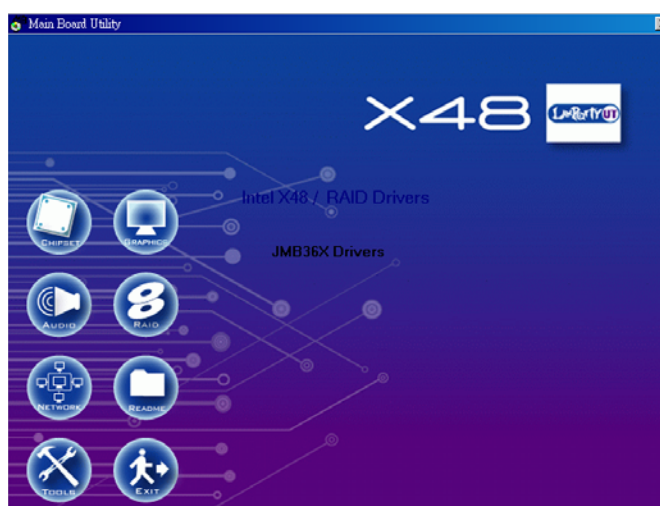 Main Board Utility
X48
LANPARTY UT
Intel X48 / RAID Drivers
JMB36X Drivers
CHIPSET
GRAPHICS
AUDIO
RAID
NETWORK
README
TOOLS
EXIT